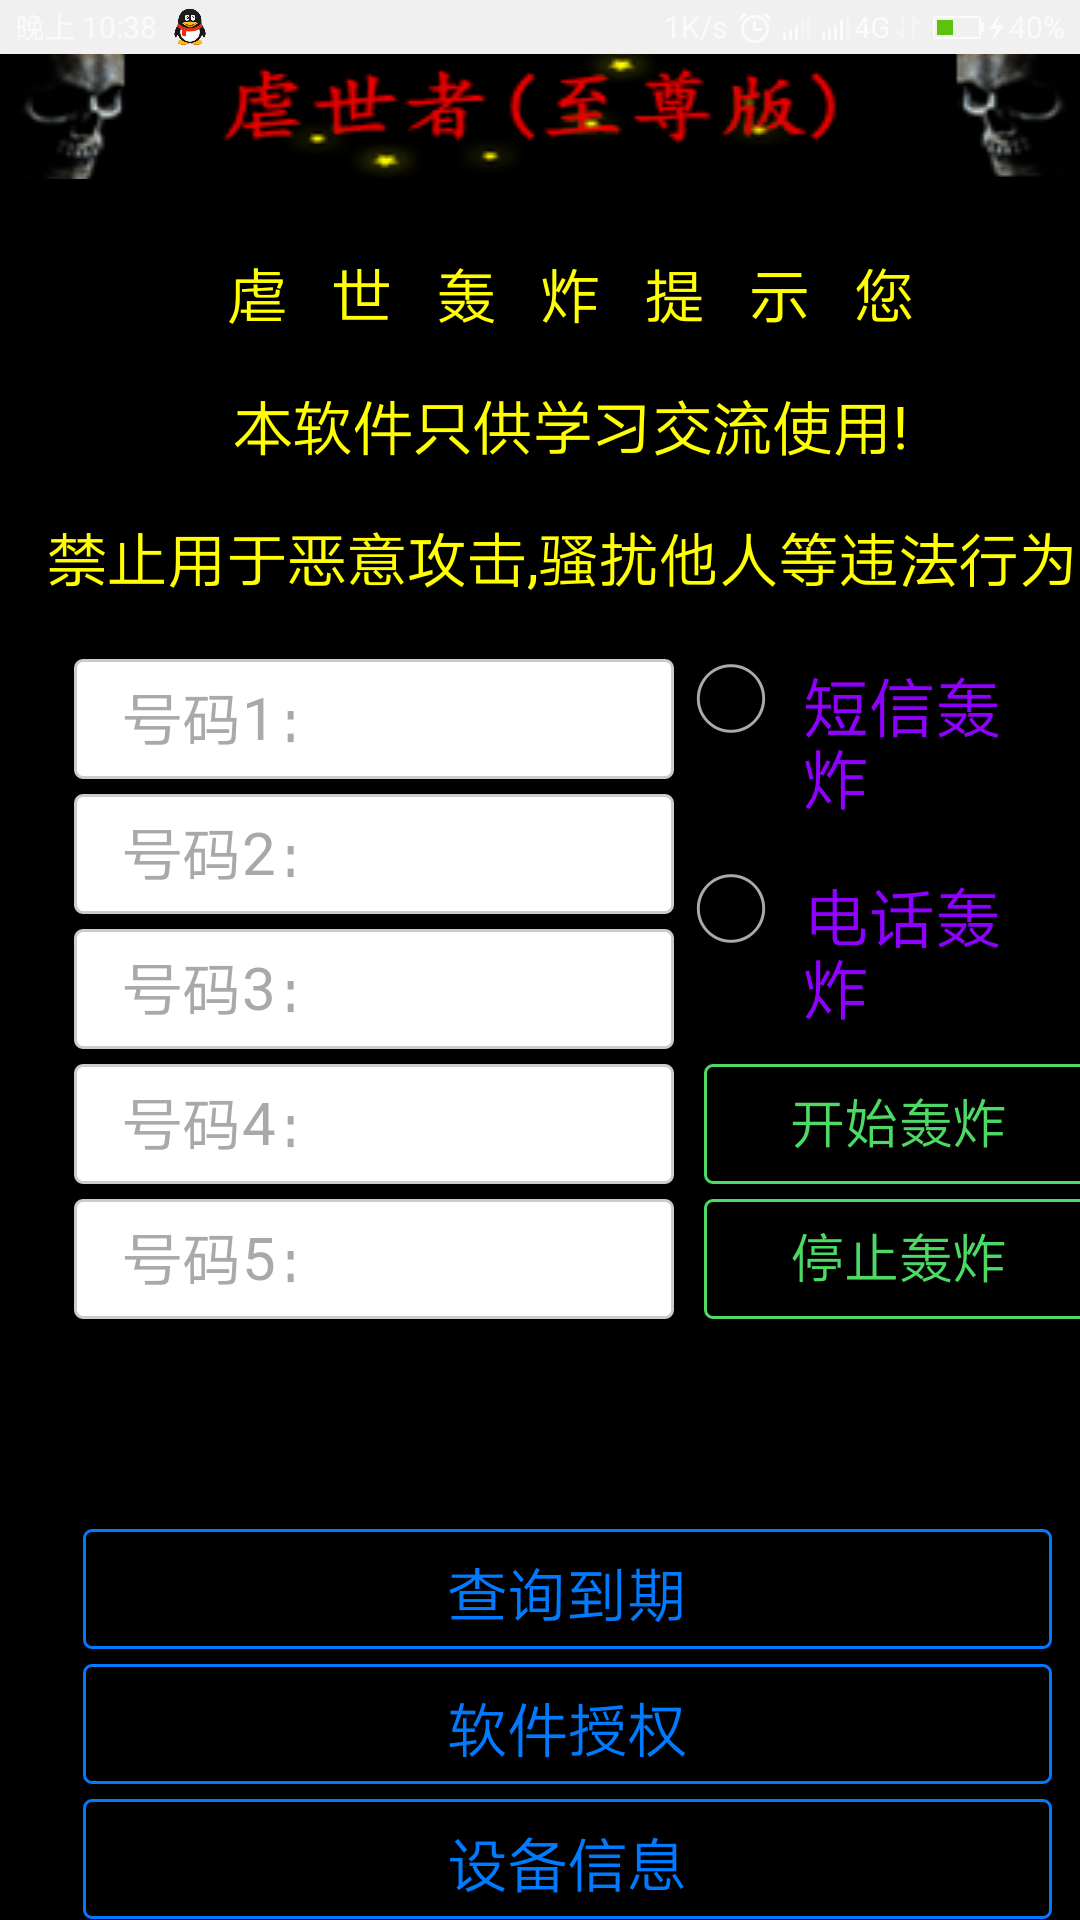 晚上 10:38 1K/s 4G 40%
虐世者(至尊版)
虐 世 轰 炸 提 示 您
本软件只供学习交流使用!
禁止用于恶意攻击,骚扰他人等违法行为
号码1:
短信轰
炸
号码2:
号码3:
电话轰
炸
号码4:
开始轰炸
号码5:
停止轰炸
查询到期
软件授权
设备信息